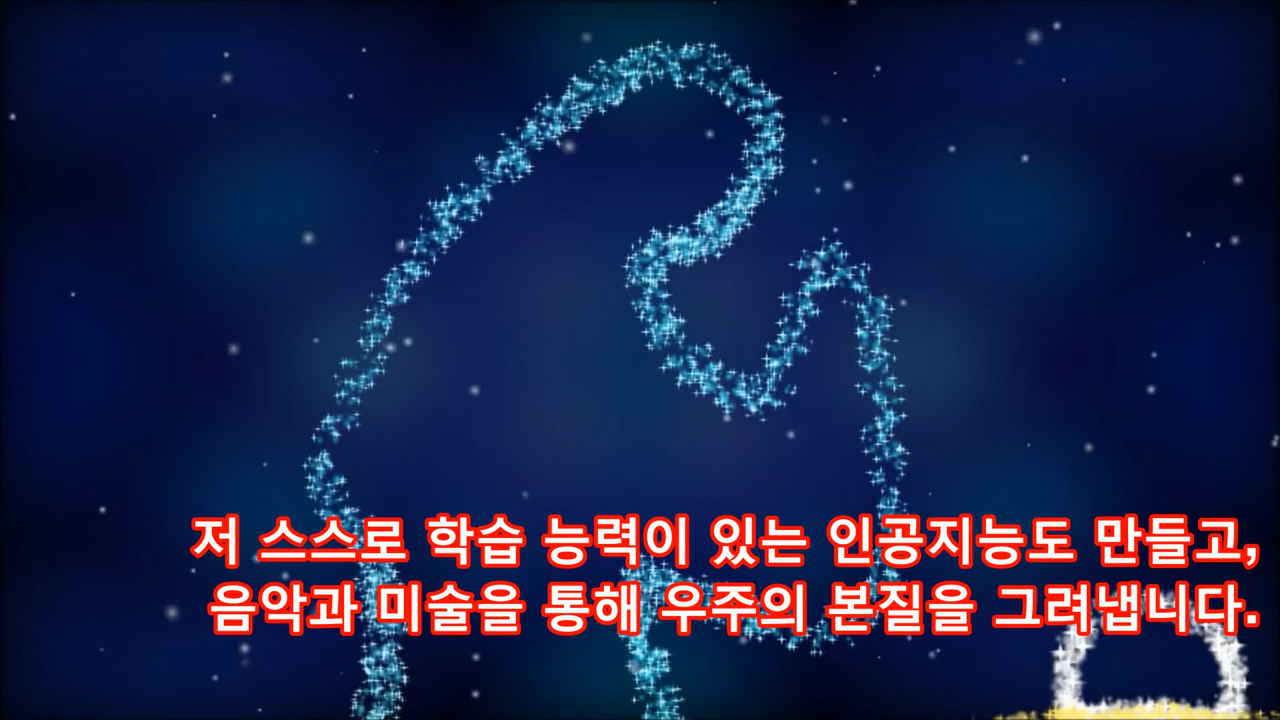 저 스스로 학습 능력이 있는 인공지능도 만들고,
음악과 미술을 통해 우주의 본질을 그려냅니다.